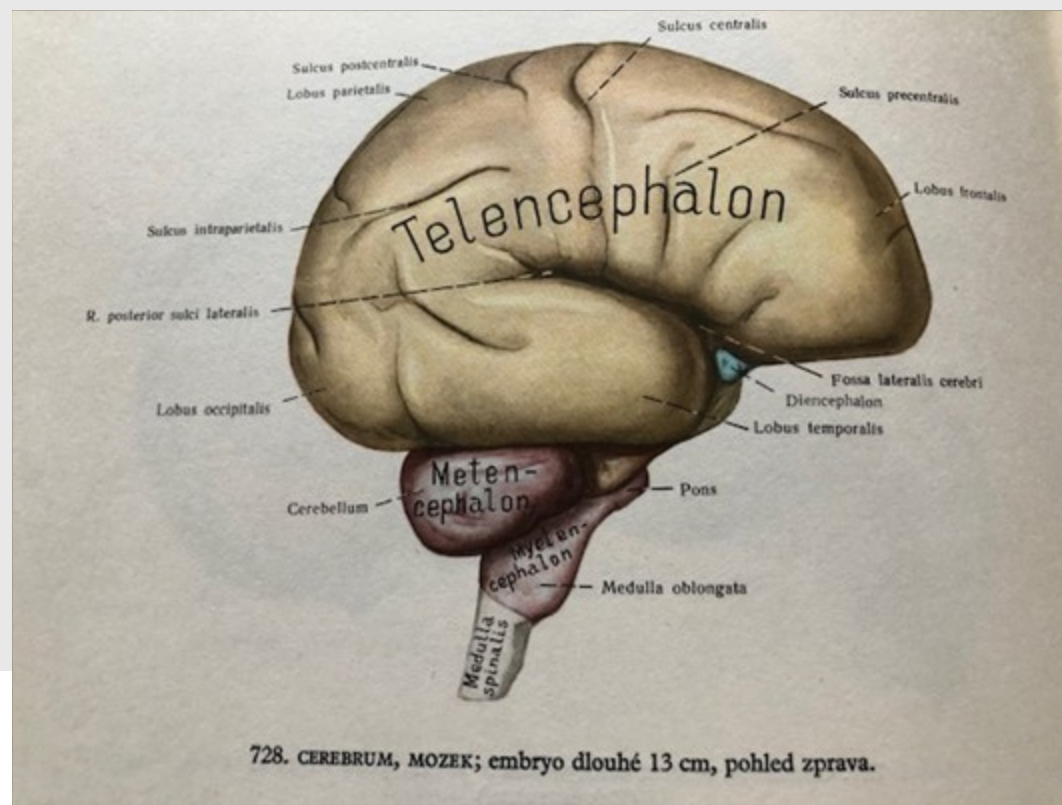 Sulcus centralis
Sulcus postcentralis
Lobus parietalis
Sulcus precentralis
Lobus frontalis
Telencephalon
Sulcus intraparietalis
R. posterior sulci lateralis
Fossa lateralis cerebri
Diencephalon
Lobus occipitalis
Lobus temporalis
Meten-
cephalon
Pons
Cerebellum
Myelen-
cephalon
Medulla oblongata
Medulla
spinalis
728. CEREBRUM, MOZEK; embryo dlouhé 13 cm, pohled zprava.